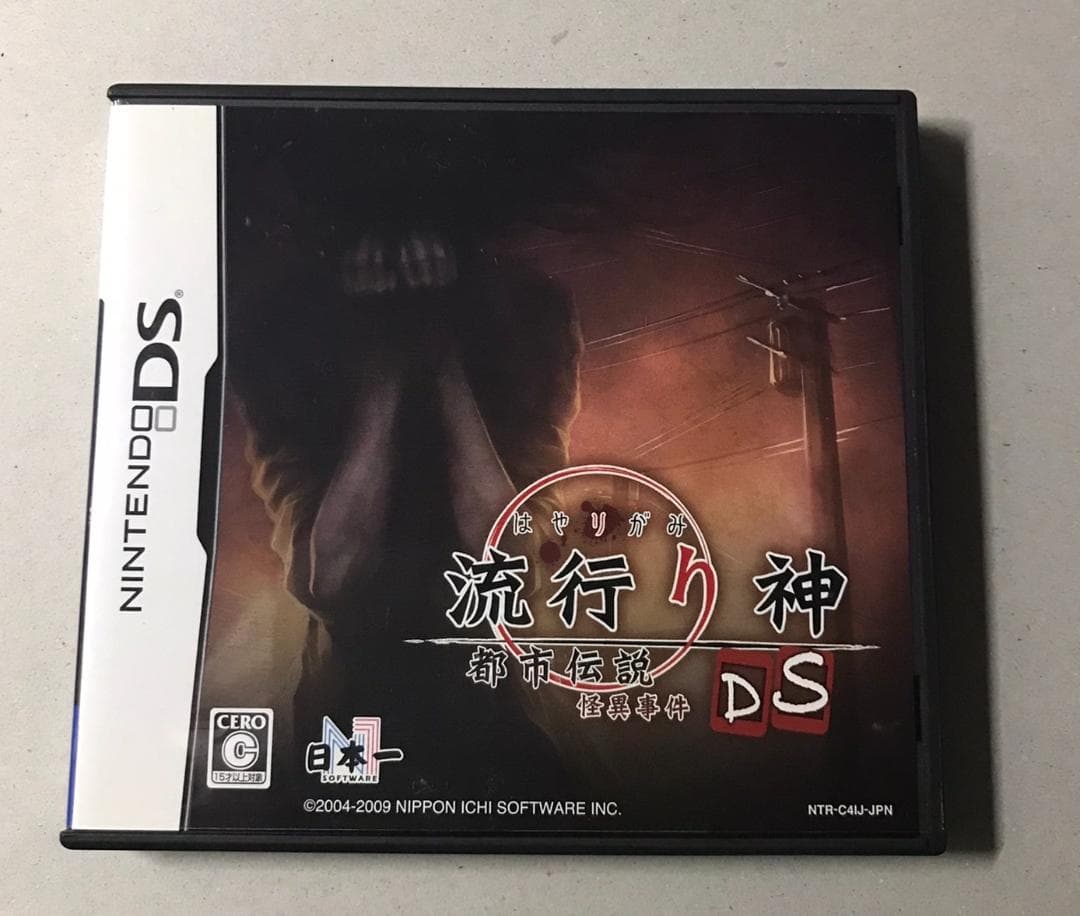 NINTENDO DS®
はやりがみ
流行り神
都市伝説
怪異事件
DS
CERO
C
15才以上対象
N1
日本一
SOFTWARE
©2004-2009 NIPPON ICHI SOFTWARE INC.
NTR-C4IJ-JPN